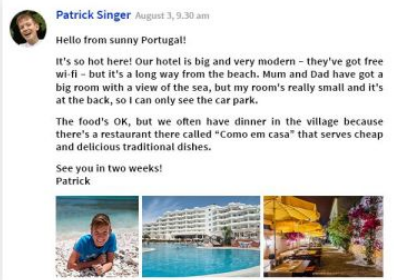 Patrick Singer August 3, 9.30 am
Hello from sunny Portugal!
It's so hot here! Our hotel is big and very modern – they've got free
wi-fi – but it's a long way from the beach. Mum and Dad have got a
big room with a view of the sea, but my room's really small and it's
at the back, so I can only see the car park.
The food's OK, but we often have dinner in the village because
there's a restaurant there called “Como em casa” that serves cheap
and delicious traditional dishes.
See you in two weeks!
Patrick